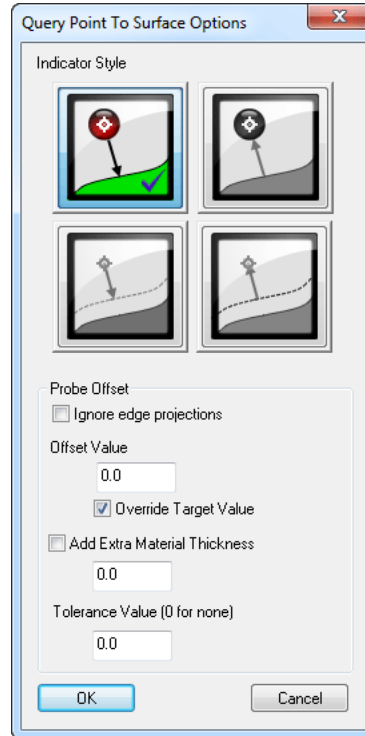 Query Point To Surface Options
Indicator Style
Probe Offset
Ignore edge projections
Offset Value
0.0
Override Target Value
Add Extra Material Thickness
0.0
Tolerance Value (0 for none)
0.0
OK Cancel